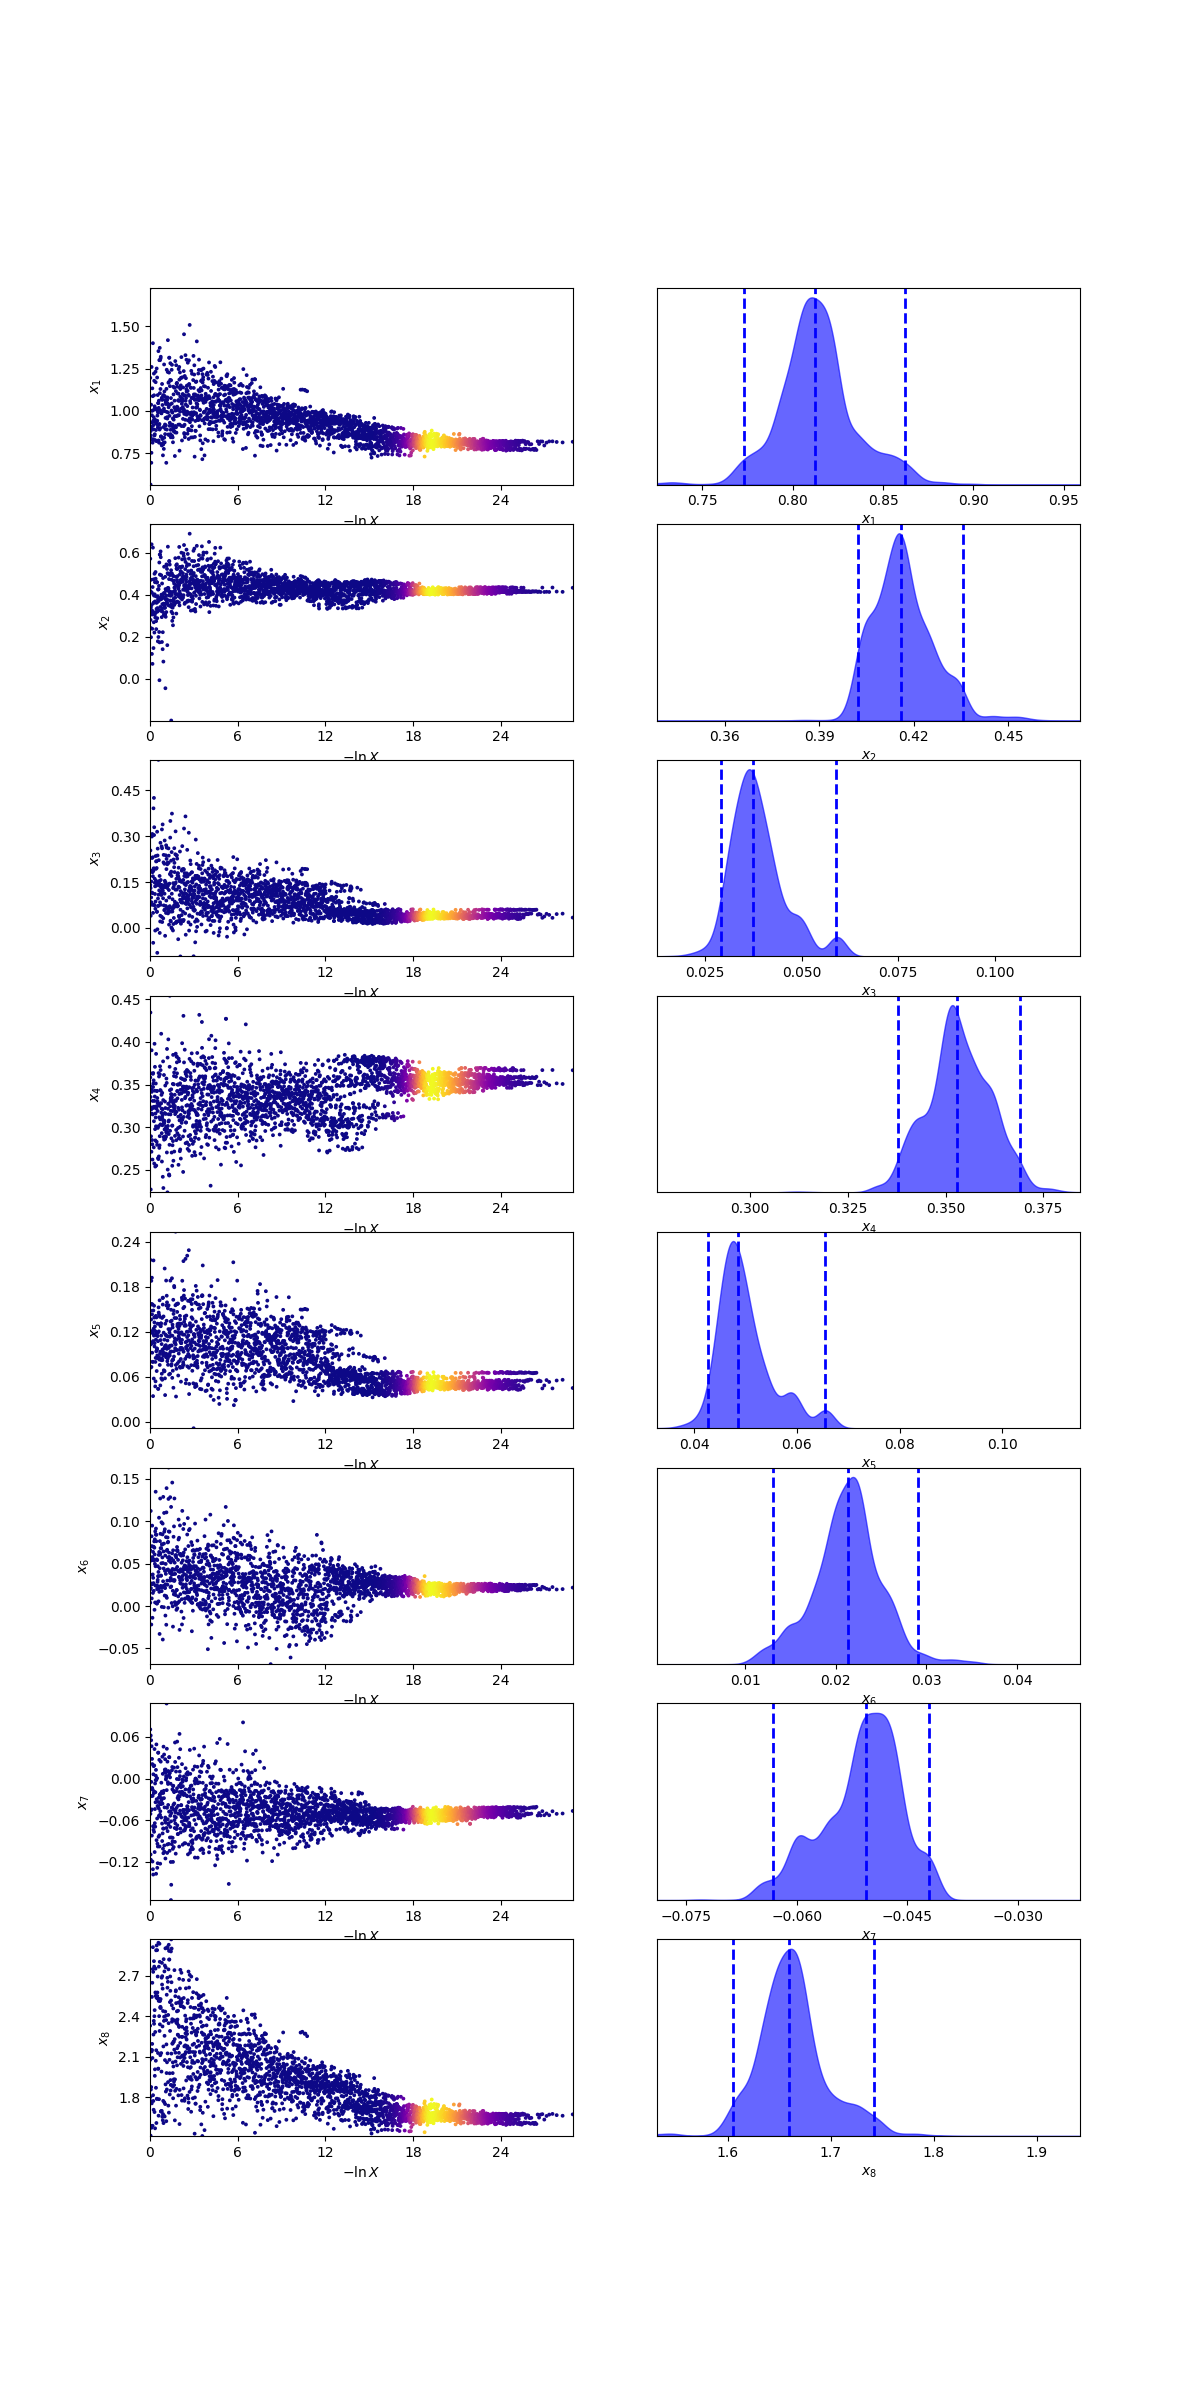 1.50
1.25
1.00
0.75
x₁
0 6 12 18 24
−ln X
0.75 0.80 0.85 0.90 0.95
x₁
0.6
0.4
0.2
0.0
x₂
0 6 12 18 24
−ln X
0.36 0.39 0.42 0.45
x₂
0.45
0.30
0.15
0.00
x₃
0 6 12 18 24
−ln X
0.025 0.050 0.075 0.100
x₃
0.45
0.40
0.35
0.30
0.25
x₄
0 6 12 18 24
−ln X
0.300 0.325 0.350 0.375
x₄
0.24
0.18
0.12
0.06
0.00
x₅
0 6 12 18 24
−ln X
0.04 0.06 0.08 0.10
x₅
0.15
0.10
0.05
0.00
−0.05
x₆
0 6 12 18 24
−ln X
0.01 0.02 0.03 0.04
x₆
0.06
0.00
−0.06
−0.12
x₇
0 6 12 18 24
−ln X
−0.075 −0.060 −0.045 −0.030
x₇
2.7
2.4
2.1
1.8
x₈
0 6 12 18 24
−ln X
1.6 1.7 1.8 1.9
x₈